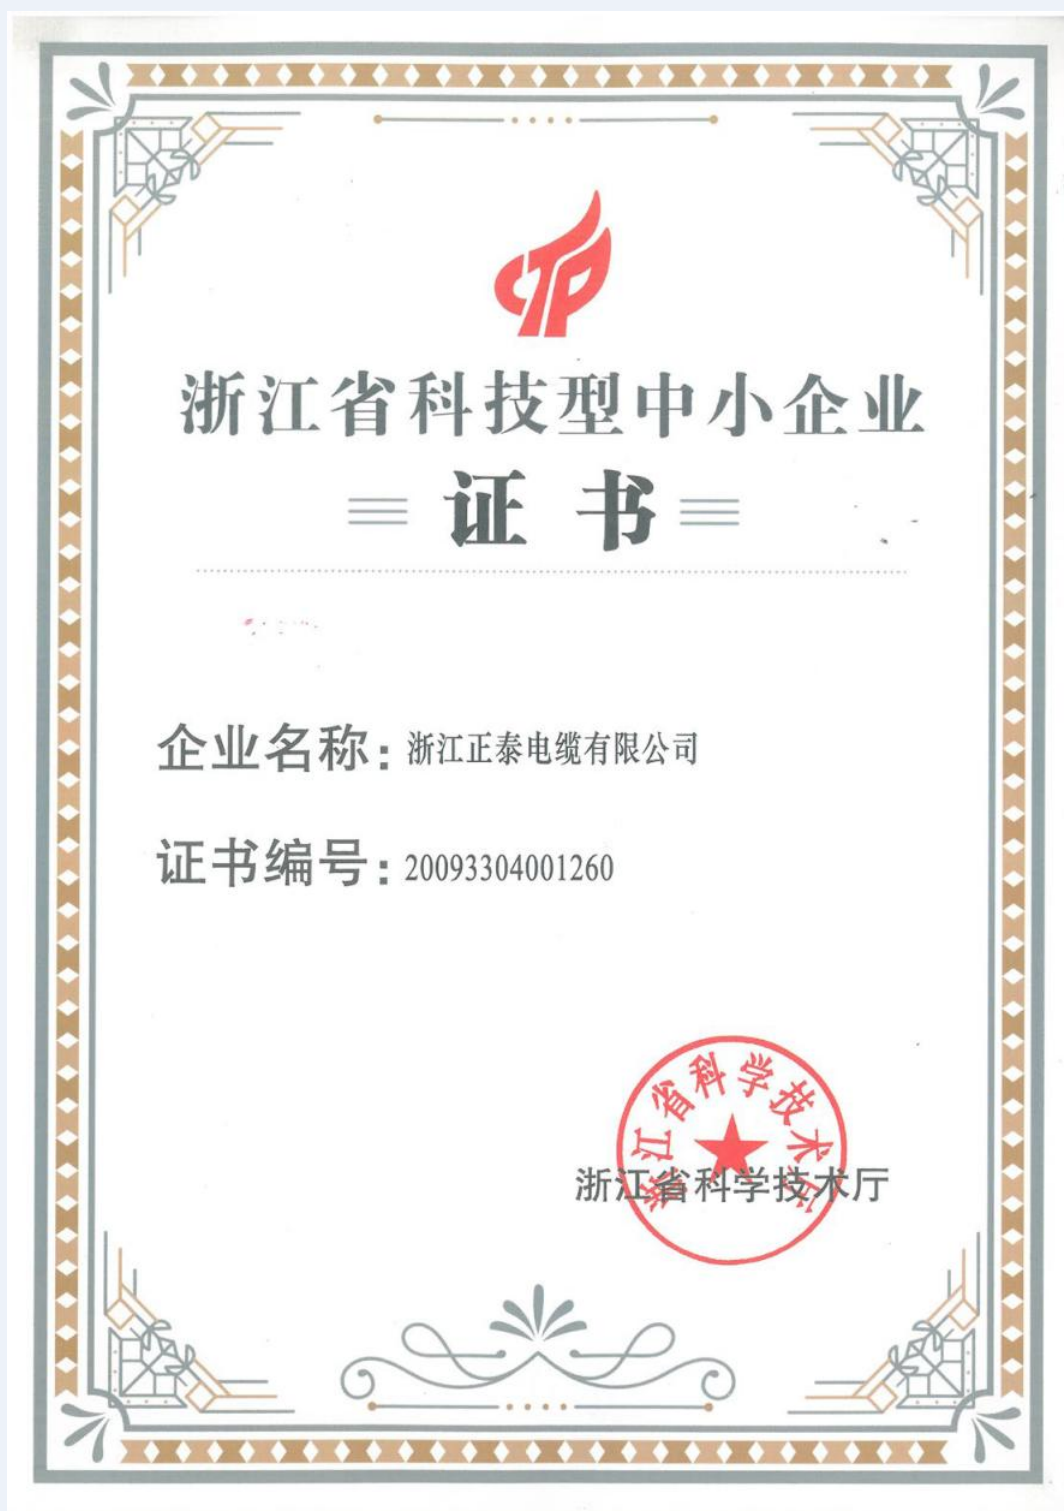 CTP
浙江省科技型中小企业
证书
企业名称：浙江正泰电缆有限公司
证书编号：20093304001260
浙江省科学技术厅
浙江省科学技术厅